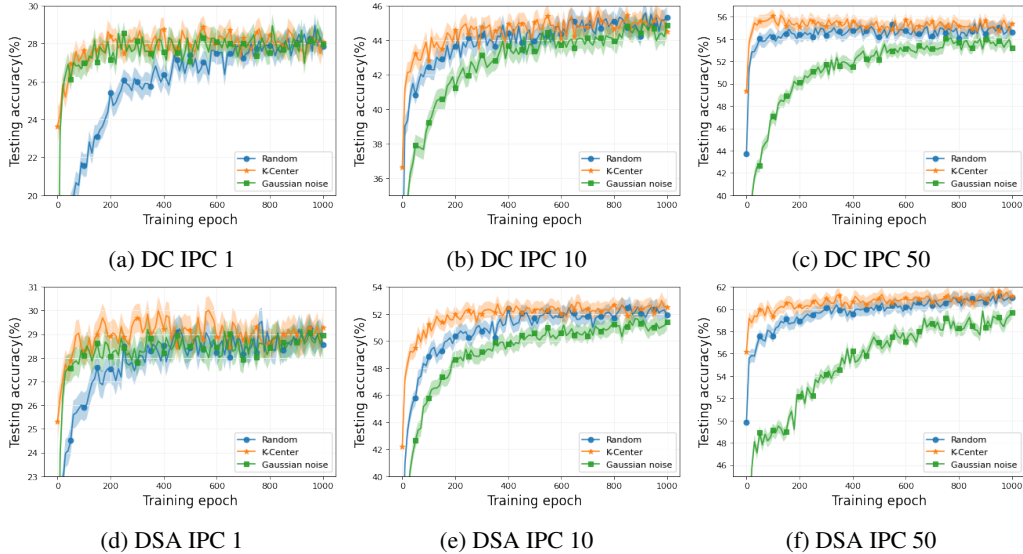 Testing accuracy(%)
30
28
26
24
22
20
0 200 400 600 800 1000
Training epoch
Random
K-Center
Gaussian noise
(a) DC IPC 1
Testing accuracy(%)
46
44
42
40
38
36
0 200 400 600 800 1000
Training epoch
Random
K-Center
Gaussian noise
(b) DC IPC 10
Testing accuracy(%)
56
54
52
50
48
46
44
42
40
0 200 400 600 800 1000
Training epoch
Random
K-Center
Gaussian noise
(c) DC IPC 50
Testing accuracy(%)
31
30
29
28
27
26
25
24
23
0 200 400 600 800 1000
Training epoch
Random
K-Center
Gaussian noise
(d) DSA IPC 1
Testing accuracy(%)
54
52
50
48
46
44
42
40
0 200 400 600 800 1000
Training epoch
Random
K-Center
Gaussian noise
(e) DSA IPC 10
Testing accuracy(%)
62
60
58
56
54
52
50
48
46
0 200 400 600 800 1000
Training epoch
Random
K-Center
Gaussian noise
(f) DSA IPC 50